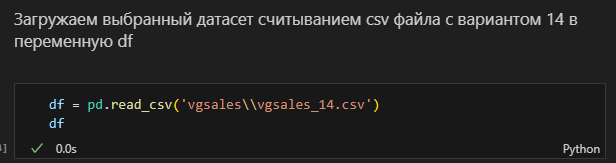 Загружаем выбранный датасет считыванием csv файла с вариантом 14 в
переменную df
df = pd.read_csv('vgsales\\vgsales_14.csv')
df
]
0.0s
Python